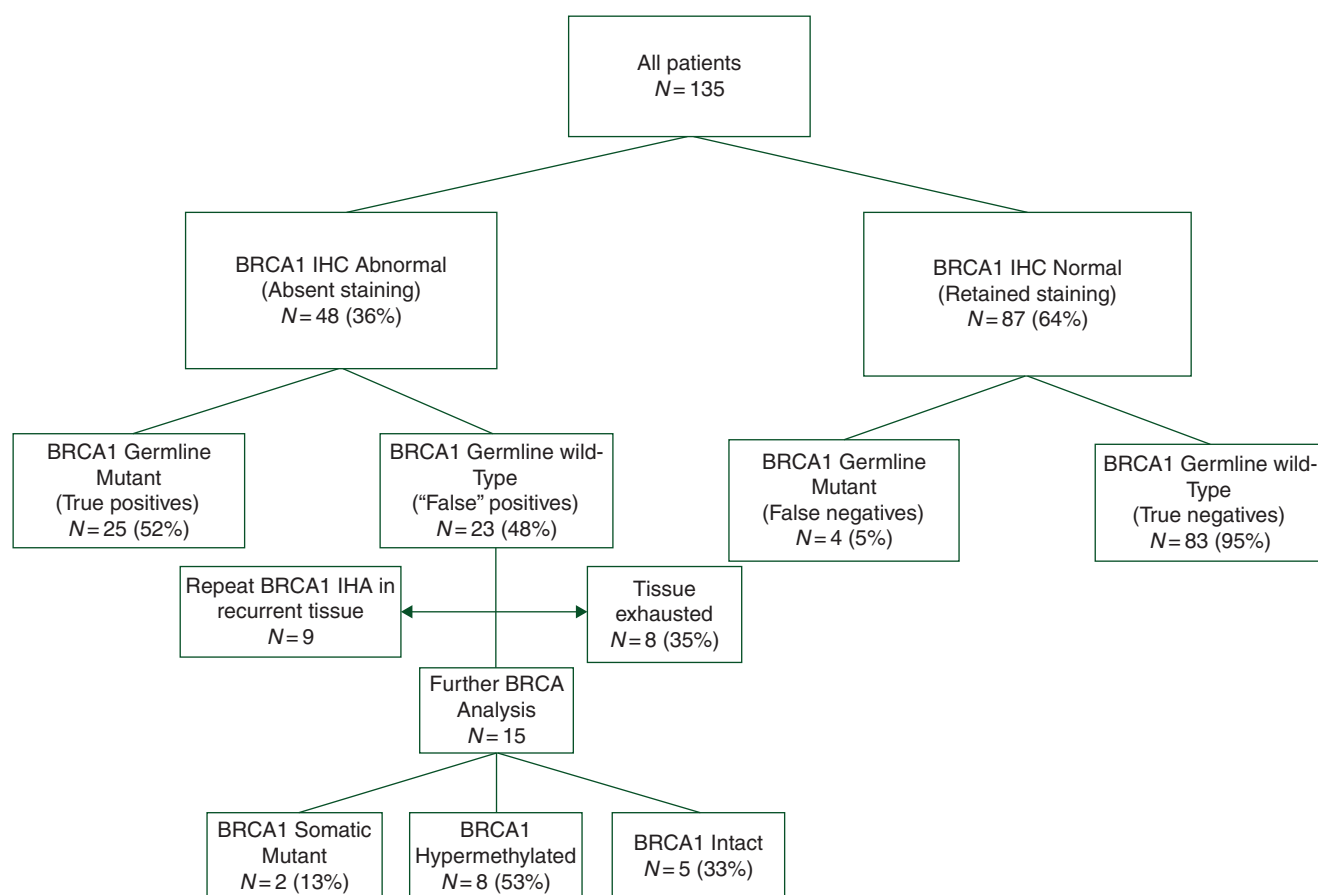 All patients
N = 135
BRCA1 IHC Abnormal
(Absent staining)
N = 48 (36%)
BRCA1 IHC Normal
(Retained staining)
N = 87 (64%)
BRCA1 Germline
Mutant
(True positives)
N = 25 (52%)
BRCA1 Germline wild-
Type
("False" positives)
N = 23 (48%)
BRCA1 Germline
Mutant
(False negatives)
N = 4 (5%)
BRCA1 Germline wild-
Type
(True negatives)
N = 83 (95%)
Repeat BRCA1 IHA in
recurrent tissue
N = 9
Tissue
exhausted
N = 8 (35%)
Further BRCA
Analysis
N = 15
BRCA1 Somatic
Mutant
N = 2 (13%)
BRCA1
Hypermethylated
N = 8 (53%)
BRCA1 Intact
N = 5 (33%)